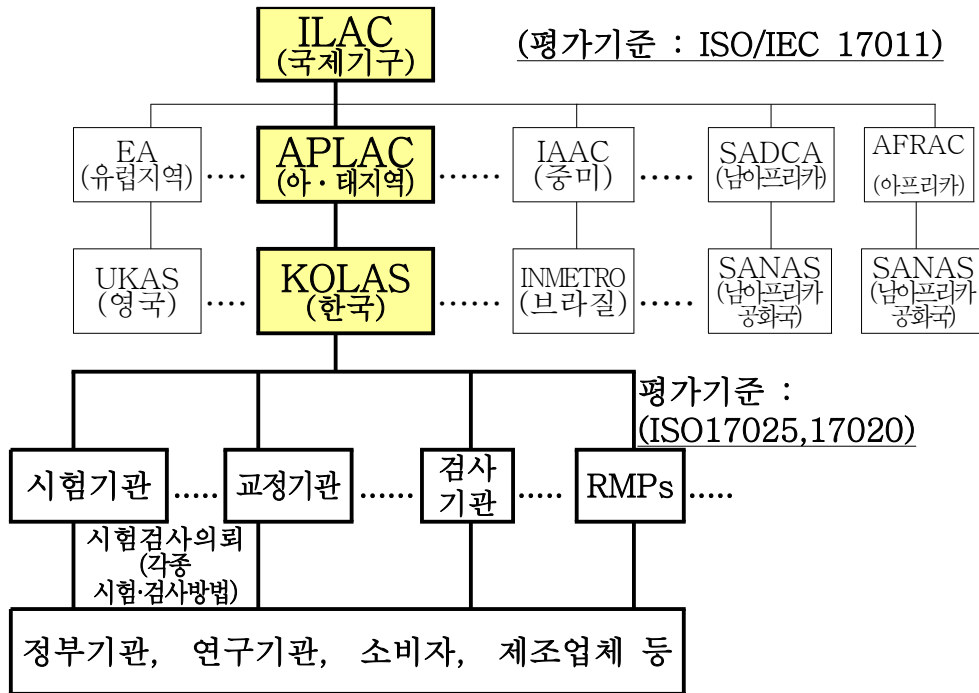 ILAC
(국제기구)
(평가기준 : ISO/IEC 17011)
EA
(유럽지역)
....
APLAC
(아·태지역)
......
IAAC
(중미)
.....
SADCA
(남아프리카)
AFRAC
(아프리카)
UKAS
(영국)
....
KOLAS
(한국)
......
INMETRO
(브라질)
.....
SANAS
(남아프리카
공화국)
SANAS
(남아프리카
공화국)
평가기준 :
(ISO17025,17020)
시험기관
.....
교정기관
......
검사
기관
.....
RMPs
.....
시험검사의뢰
(각종
시험·검사방법)
정부기관, 연구기관, 소비자, 제조업체 등